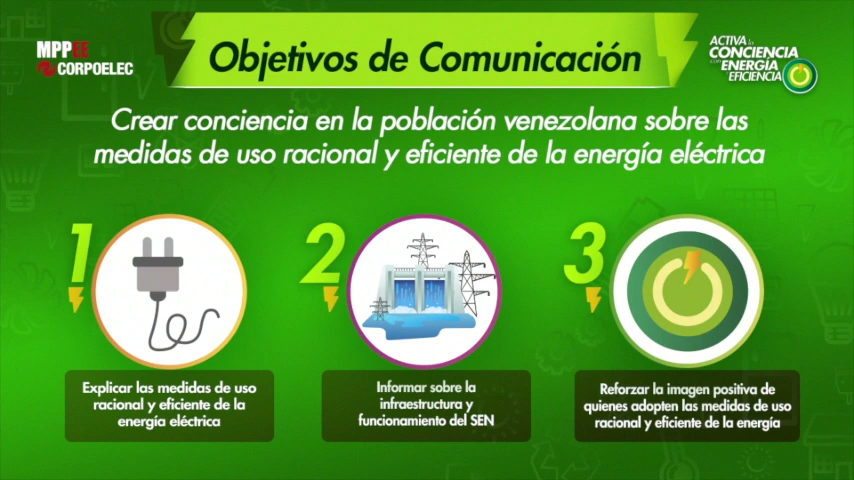 MPPEE
CORPOELEC
Objetivos de Comunicación
ACTIVA la
CONCIENCIA
con ENERGÍA
EFICIENCIA
Crear conciencia en la población venezolana sobre las
medidas de uso racional y eficiente de la energía eléctrica
1
Explicar las medidas de uso
racional y eficiente de la
energía eléctrica
2
Informar sobre la
infraestructura y
funcionamiento del SEN
3
Reforzar la imagen positiva de
quienes adopten las medidas de uso
racional y eficiente de la energía